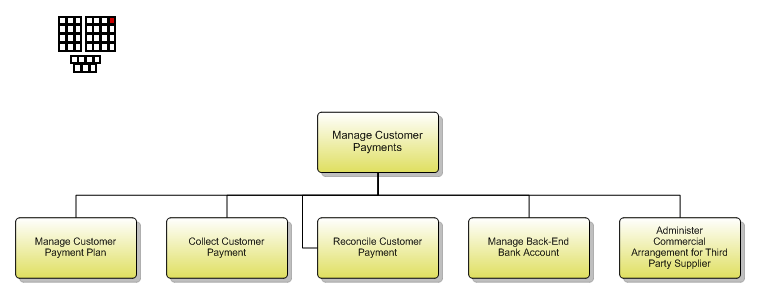 Manage Customer
Payments
Manage Customer
Payment Plan
Collect Customer
Payment
Reconcile Customer
Payment
Manage Back-End
Bank Account
Administer
Commercial
Arrangement for Third
Party Supplier